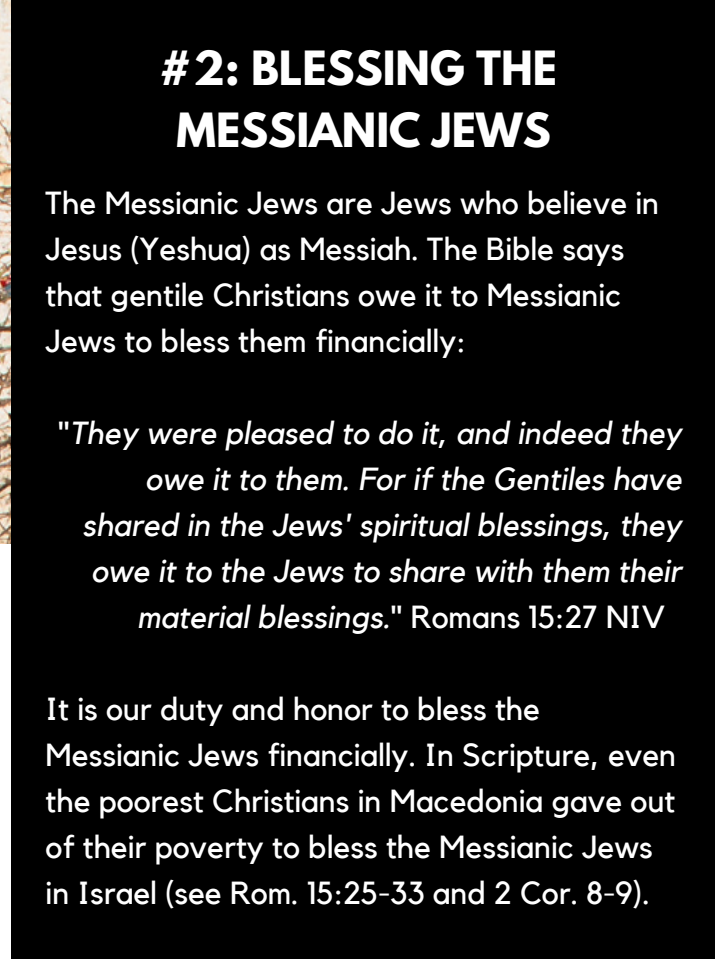 #2: BLESSING THE
MESSIANIC JEWS
The Messianic Jews are Jews who believe in
Jesus (Yeshua) as Messiah. The Bible says
that gentile Christians owe it to Messianic
Jews to bless them financially:
"They were pleased to do it, and indeed they
owe it to them. For if the Gentiles have
shared in the Jews' spiritual blessings, they
owe it to the Jews to share with them their
material blessings." Romans 15:27 NIV
It is our duty and honor to bless the
Messianic Jews financially. In Scripture, even
the poorest Christians in Macedonia gave out
of their poverty to bless the Messianic Jews
in Israel (see Rom. 15:25-33 and 2 Cor. 8-9).